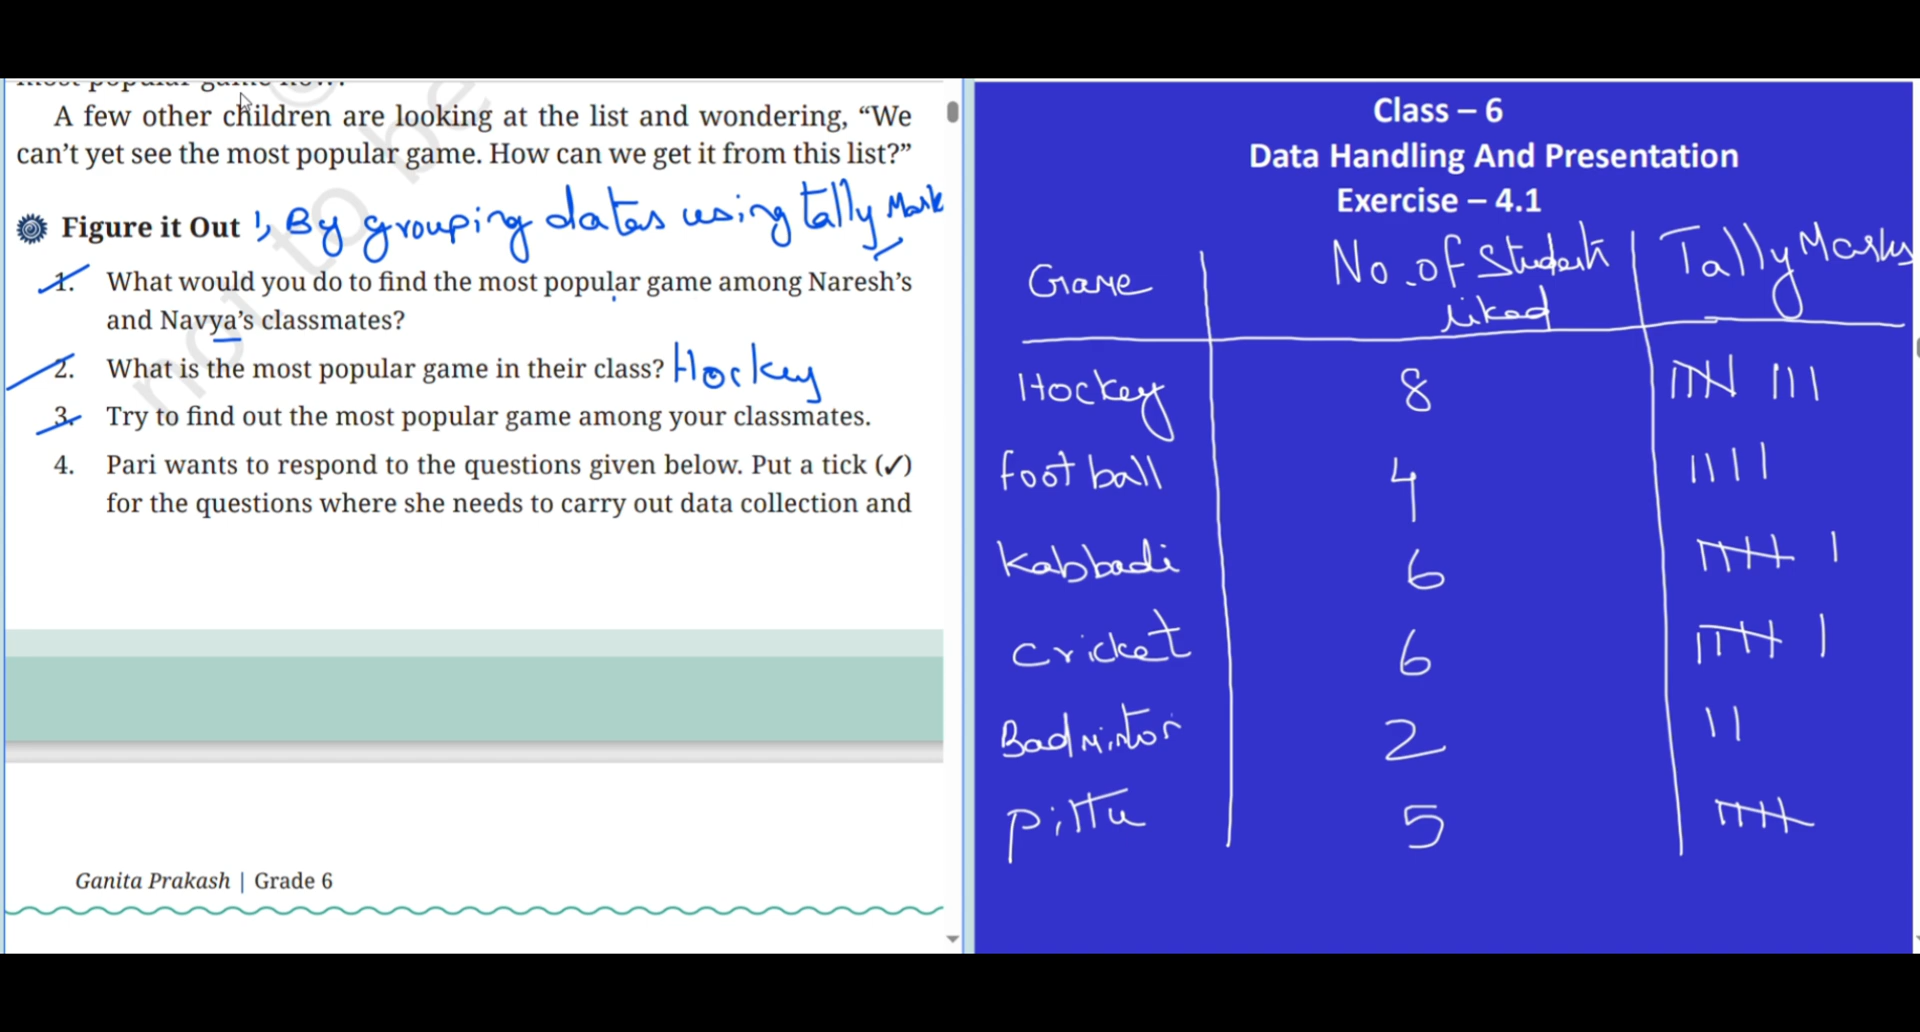 A few other children are looking at the list and wondering, “We
can’t yet see the most popular game. How can we get it from this list?”
Figure it Out 1, By grouping datas using tally Mark
1. What would you do to find the most popular game among Naresh’s
and Navya’s classmates?
2. What is the most popular game in their class? Hockey
3. Try to find out the most popular game among your classmates.
4. Pari wants to respond to the questions given below. Put a tick (✓)
for the questions where she needs to carry out data collection and
Ganita Prakash | Grade 6
not to be
Class – 6
Data Handling And Presentation
Exercise – 4.1
Game No. of Students liked Tally Marks
Hockey 8 |||| |||
football 4 ||||
Kabbadi 6 |||| |
Cricket 6 |||| |
Badminton 2 ||
Pittu 5 ||||